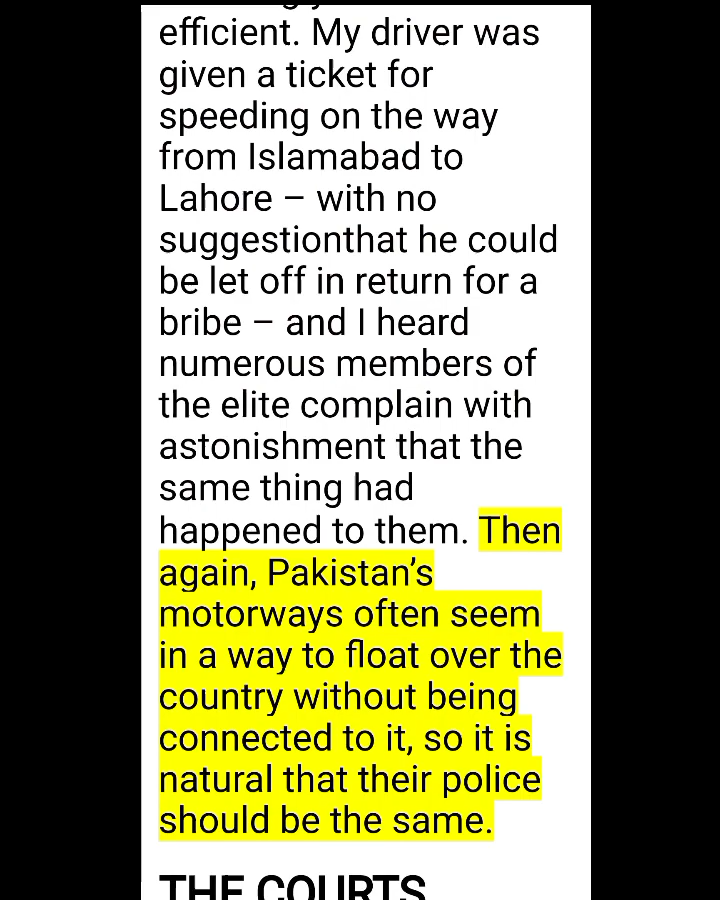 efficient. My driver was
given a ticket for
speeding on the way
from Islamabad to
Lahore – with no
suggestionthat he could
be let off in return for a
bribe – and I heard
numerous members of
the elite complain with
astonishment that the
same thing had
happened to them. Then
again, Pakistan’s
motorways often seem
in a way to float over the
country without being
connected to it, so it is
natural that their police
should be the same.
THE COURTS